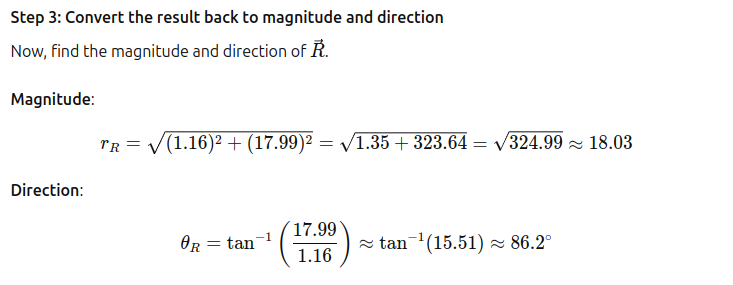 Step 3: Convert the result back to magnitude and direction
Now, find the magnitude and direction of $\vec{R}$.
Magnitude:
$r_R = \sqrt{(1.16)^2 + (17.99)^2} = \sqrt{1.35 + 323.64} = \sqrt{324.99} \approx 18.03$
Direction:
$\theta_R = \tan^{-1}\left(\frac{17.99}{1.16}\right) \approx \tan^{-1}(15.51) \approx 86.2^\circ$